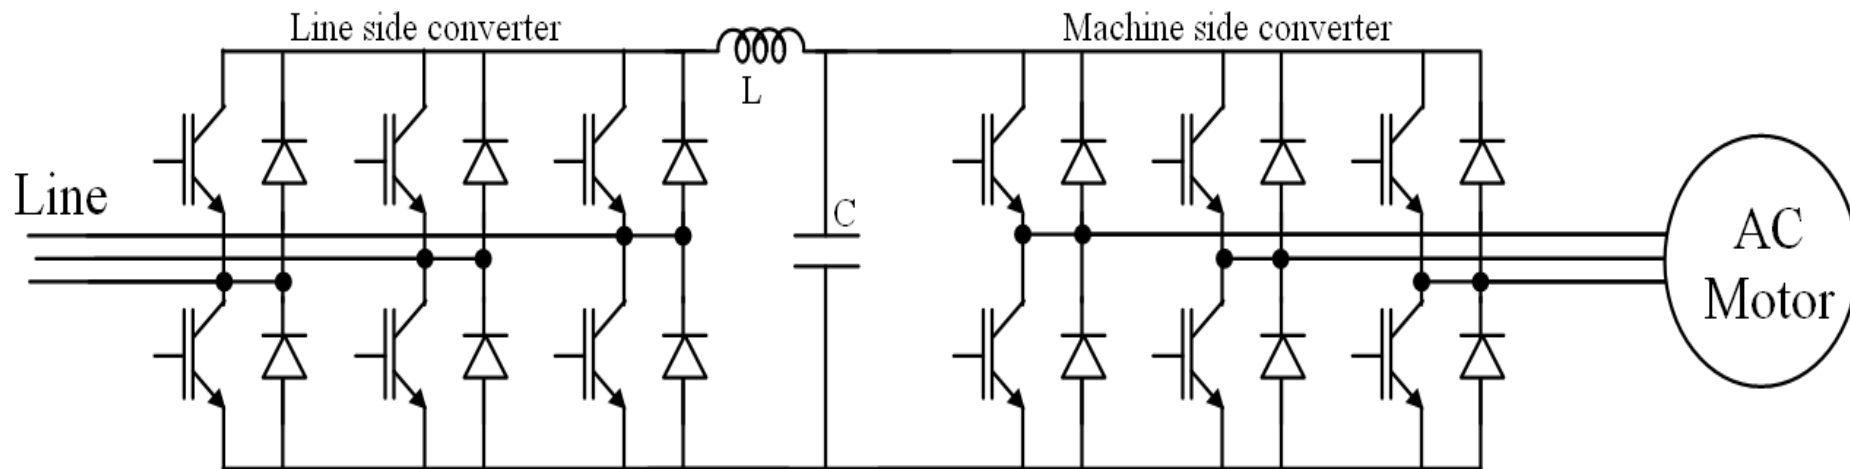 Line side converter
Machine side converter
L
C
Line
AC
Motor